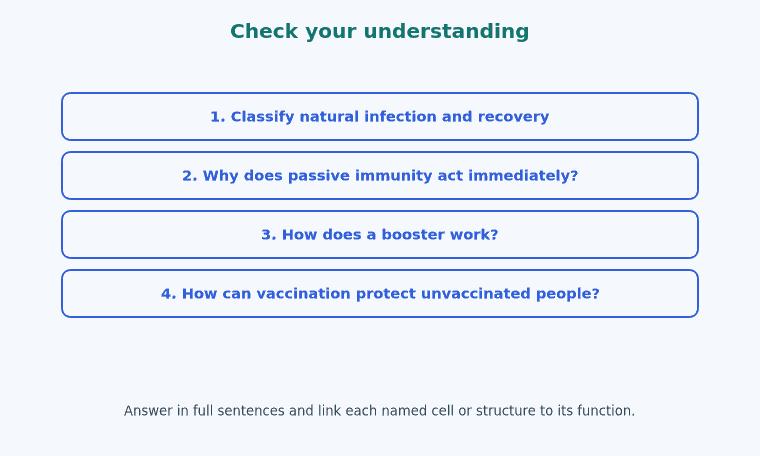 Check your understanding
1. Classify natural infection and recovery
2. Why does passive immunity act immediately?
3. How does a booster work?
4. How can vaccination protect unvaccinated people?
Answer in full sentences and link each named cell or structure to its function.